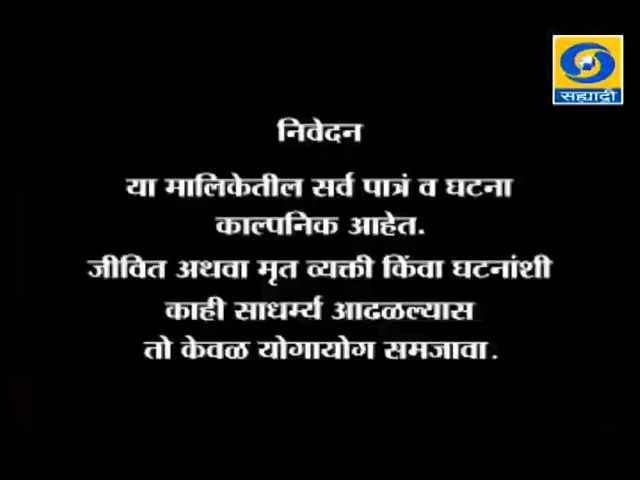 सह्याद्री
निवेदन
या मालिकेतील सर्व पात्रं व घटना
काल्पनिक आहेत.
जीवित अथवा मृत व्यक्ती किंवा घटनांशी
काही साधर्म्य आढळल्यास
तो केवळ योगायोग समजावा.